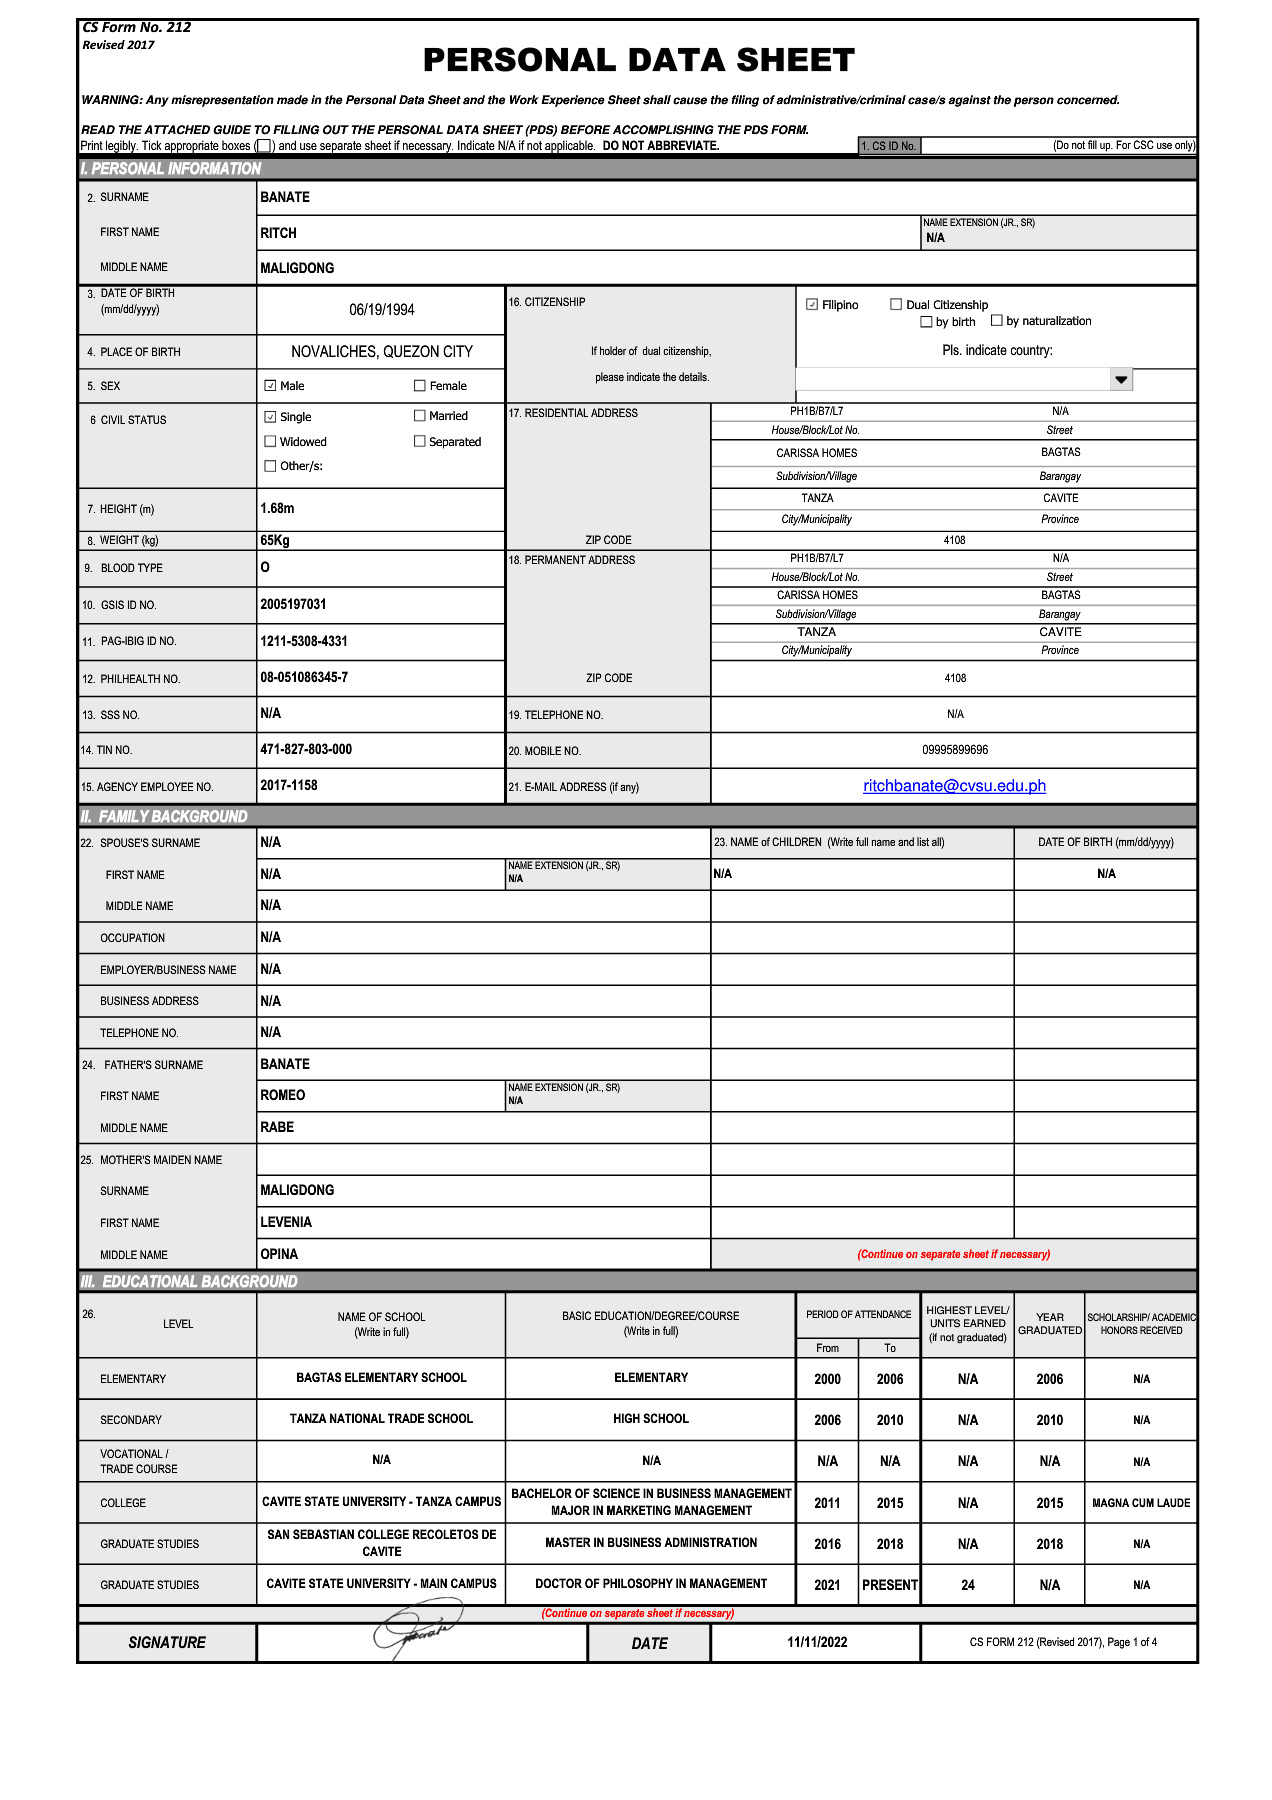 CS Form No. 212
Revised 2017
PERSONAL DATA SHEET
WARNING: Any misrepresentation made in the Personal Data Sheet and the Work Experience Sheet shall cause the filing of administrative/criminal case/s against the person concerned.
READ THE ATTACHED GUIDE TO FILLING OUT THE PERSONAL DATA SHEET (PDS) BEFORE ACCOMPLISHING THE PDS FORM.
Print legibly. Tick appropriate boxes (☐) and use separate sheet if necessary. Indicate N/A if not applicable. DO NOT ABBREVIATE. 1. CS ID No. (Do not fill up. For CSC use only)
I. PERSONAL INFORMATION
2. SURNAME BANATE
FIRST NAME RITCH NAME EXTENSION (JR., SR) N/A
MIDDLE NAME MALIGDONG
3. DATE OF BIRTH (mm/dd/yyyy) 06/19/1994
4. PLACE OF BIRTH NOVALICHES, QUEZON CITY
5. SEX ☑ Male ☐ Female
6 CIVIL STATUS ☑ Single ☐ Married
☐ Widowed ☐ Separated
☐ Other/s:
7. HEIGHT (m) 1.68m
8. WEIGHT (kg) 65Kg
9. BLOOD TYPE O
10. GSIS ID NO. 2005197031
11. PAG-IBIG ID NO. 1211-5308-4331
12. PHILHEALTH NO. 08-051086345-7
13. SSS NO. N/A
14. TIN NO. 471-827-803-000
15. AGENCY EMPLOYEE NO. 2017-1158
16. CITIZENSHIP ☑ Filipino ☐ Dual Citizenship
☐ by birth ☐ by naturalization
If holder of dual citizenship, Pls. indicate country:
please indicate the details.
17. RESIDENTIAL ADDRESS PH1B/B7/L7 N/A
House/Block/Lot No. Street
CARISSA HOMES BAGTAS
Subdivision/Village Barangay
TANZA CAVITE
City/Municipality Province
ZIP CODE 4108
18. PERMANENT ADDRESS PH1B/B7/L7 N/A
House/Block/Lot No. Street
CARISSA HOMES BAGTAS
Subdivision/Village Barangay
TANZA CAVITE
City/Municipality Province
ZIP CODE 4108
19. TELEPHONE NO. N/A
20. MOBILE NO. 09995899696
21. E-MAIL ADDRESS (if any) ritchbanate@cvsu.edu.ph
II. FAMILY BACKGROUND
22. SPOUSE'S SURNAME N/A 23. NAME of CHILDREN (Write full name and list all) DATE OF BIRTH (mm/dd/yyyy)
FIRST NAME N/A NAME EXTENSION (JR., SR) N/A N/A N/A
MIDDLE NAME N/A
OCCUPATION N/A
EMPLOYER/BUSINESS NAME N/A
BUSINESS ADDRESS N/A
TELEPHONE NO. N/A
24. FATHER'S SURNAME BANATE
FIRST NAME ROMEO NAME EXTENSION (JR., SR) N/A
MIDDLE NAME RABE
25. MOTHER'S MAIDEN NAME
SURNAME MALIGDONG
FIRST NAME LEVENIA
MIDDLE NAME OPINA (Continue on separate sheet if necessary)
III. EDUCATIONAL BACKGROUND
26. LEVEL NAME OF SCHOOL (Write in full) BASIC EDUCATION/DEGREE/COURSE (Write in full) PERIOD OF ATTENDANCE From To HIGHEST LEVEL/ UNITS EARNED (if not graduated) YEAR GRADUATED SCHOLARSHIP/ ACADEMIC HONORS RECEIVED
ELEMENTARY BAGTAS ELEMENTARY SCHOOL ELEMENTARY 2000 2006 N/A 2006 N/A
SECONDARY TANZA NATIONAL TRADE SCHOOL HIGH SCHOOL 2006 2010 N/A 2010 N/A
VOCATIONAL / TRADE COURSE N/A N/A N/A N/A N/A N/A N/A
COLLEGE CAVITE STATE UNIVERSITY - TANZA CAMPUS BACHELOR OF SCIENCE IN BUSINESS MANAGEMENT MAJOR IN MARKETING MANAGEMENT 2011 2015 N/A 2015 MAGNA CUM LAUDE
GRADUATE STUDIES SAN SEBASTIAN COLLEGE RECOLETOS DE CAVITE MASTER IN BUSINESS ADMINISTRATION 2016 2018 N/A 2018 N/A
GRADUATE STUDIES CAVITE STATE UNIVERSITY - MAIN CAMPUS DOCTOR OF PHILOSOPHY IN MANAGEMENT 2021 PRESENT 24 N/A N/A
(Continue on separate sheet if necessary)
SIGNATURE DATE 11/11/2022 CS FORM 212 (Revised 2017), Page 1 of 4